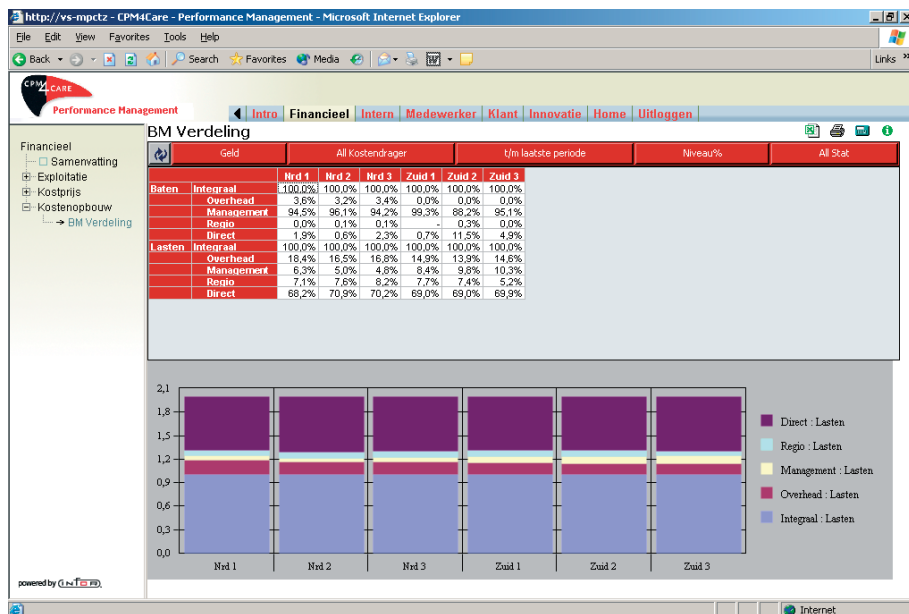 http://vs-mpctz - CPM4Care - Performance Management - Microsoft Internet Explorer
File Edit View Favorites Tools Help
Back Search Favorites Media Links »
CPM4CARE
Performance Management
Intro Financieel Intern Medewerker Klant Innovatie Home Uitloggen
BM Verdeling
Financieel
Samenvatting
Exploitatie
Kostprijs
Kostenopbouw
BM Verdeling
Geld All Kostendrager t/m laatste periode Niveau% All Stat
Nrd 1 Nrd 2 Nrd 3 Zuid 1 Zuid 2 Zuid 3
Baten Integraal 100,0% 100,0% 100,0% 100,0% 100,0% 100,0%
Overhead 3,6% 3,2% 3,4% 0,0% 0,0% 0,0%
Management 94,5% 96,1% 94,2% 99,3% 88,2% 95,1%
Regio 0,0% 0,1% 0,1% - 0,3% 0,0%
Direct 1,9% 0,6% 2,3% 0,7% 11,5% 4,9%
Lasten Integraal 100,0% 100,0% 100,0% 100,0% 100,0% 100,0%
Overhead 18,4% 16,5% 16,8% 14,9% 13,9% 14,6%
Management 6,3% 5,0% 4,8% 8,4% 9,8% 10,3%
Regio 7,1% 7,6% 8,2% 7,7% 7,4% 5,2%
Direct 68,2% 70,9% 70,2% 69,0% 69,0% 69,9%
2,1
1,8
1,5
1,2
0,9
0,6
0,3
0,0
Nrd 1 Nrd 2 Nrd 3 Zuid 1 Zuid 2 Zuid 3
Direct : Lasten
Regio : Lasten
Management : Lasten
Overhead : Lasten
Integraal : Lasten
powered by infor
Internet